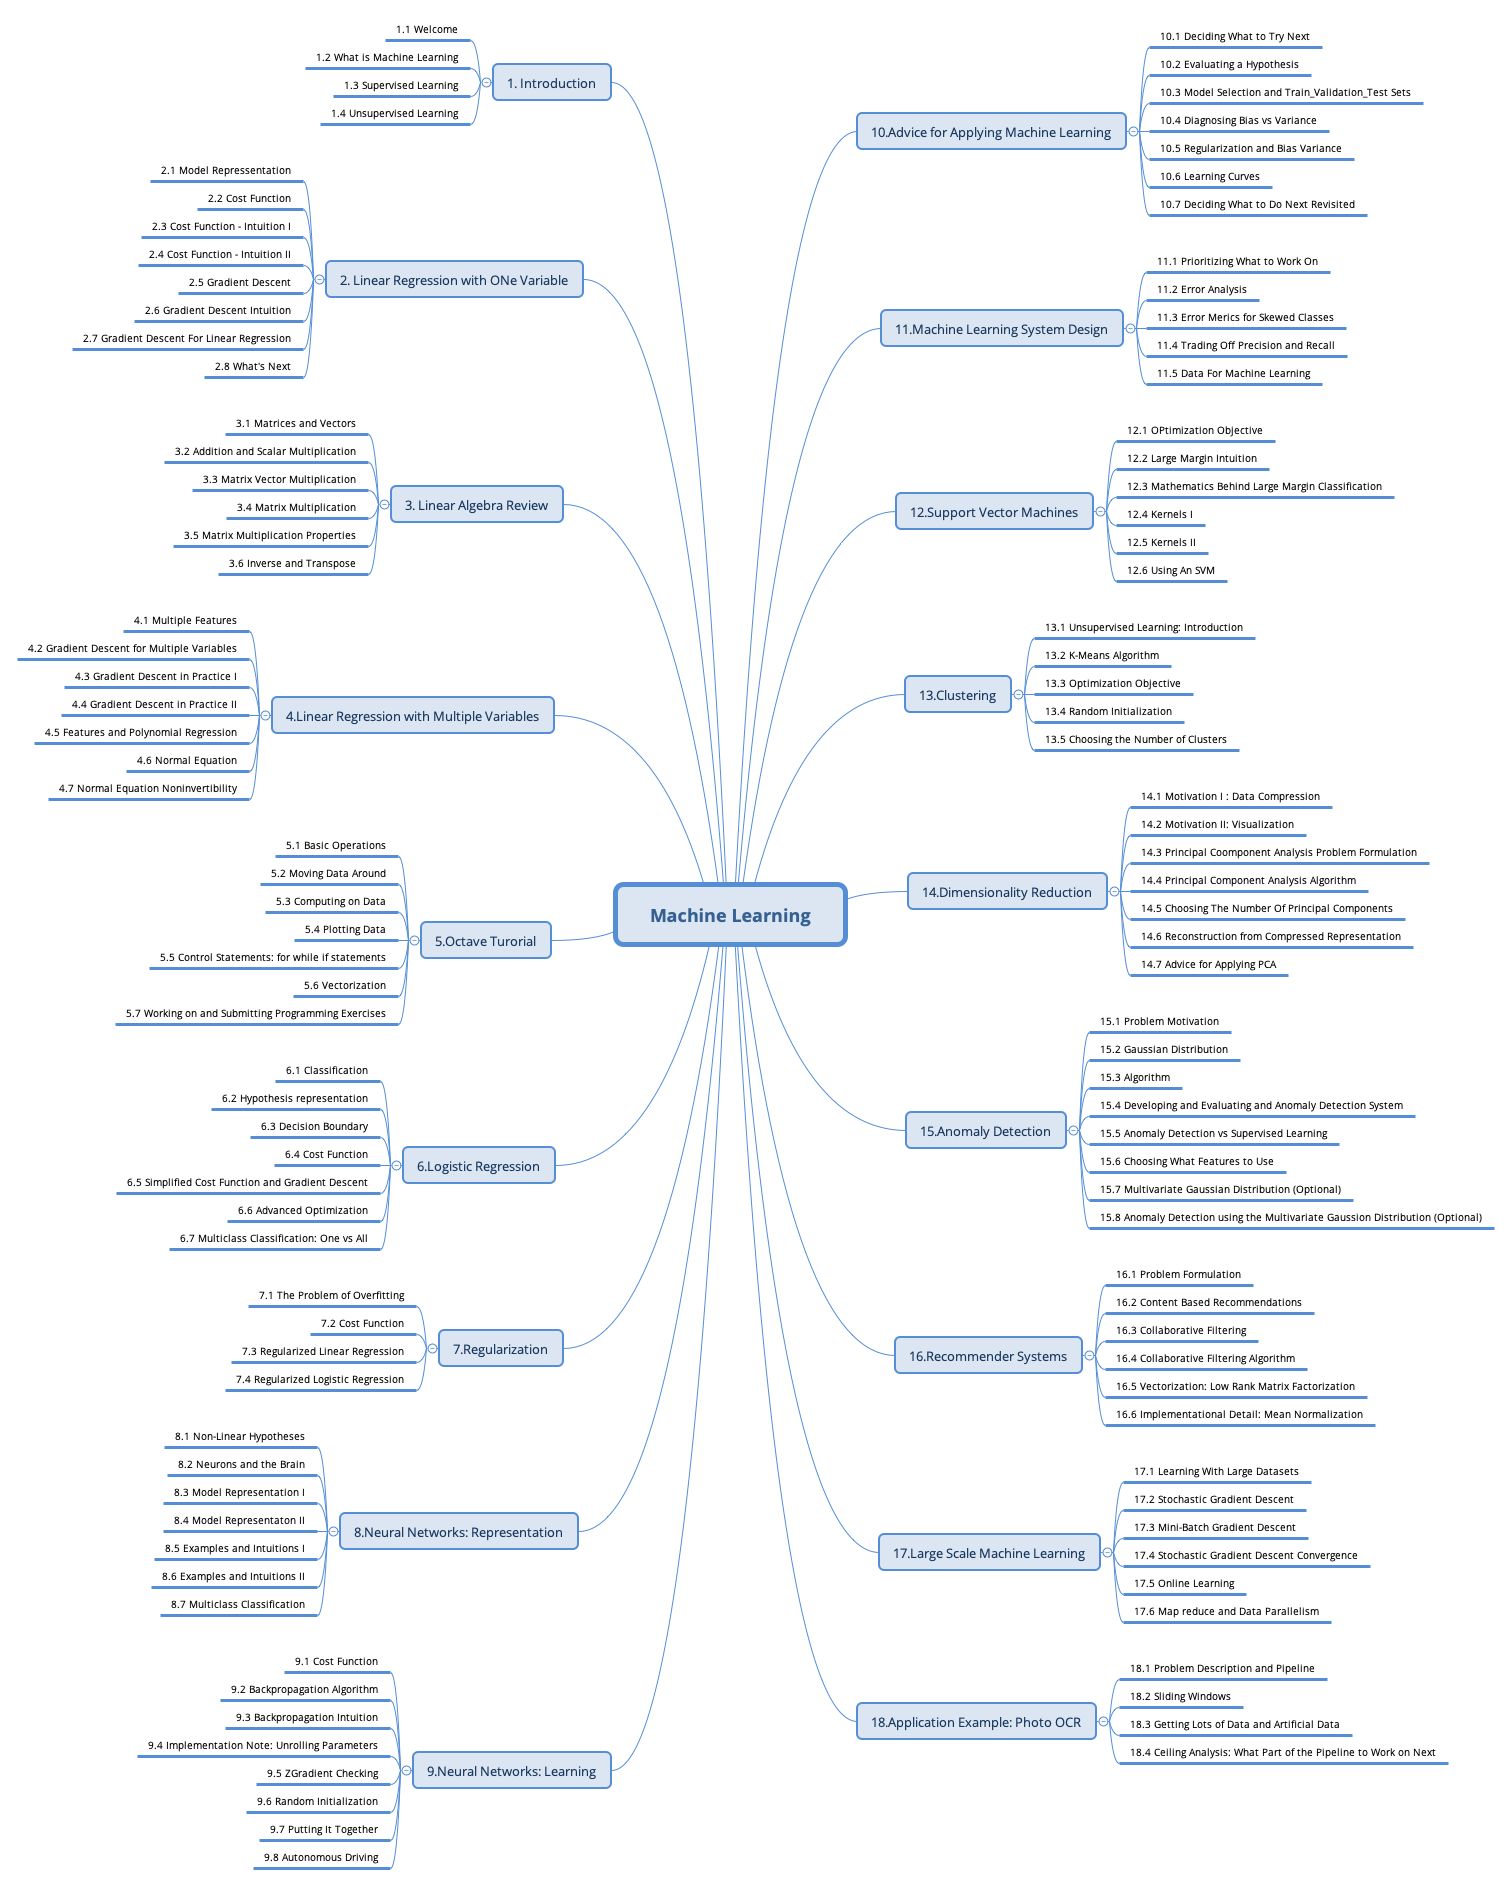 Machine Learning
1. Introduction
1.1 Welcome
1.2 What is Machine Learning
1.3 Supervised Learning
1.4 Unsupervised Learning
2. Linear Regression with ONe Variable
2.1 Model Repressentation
2.2 Cost Function
2.3 Cost Function - Intuition I
2.4 Cost Function - Intuition II
2.5 Gradient Descent
2.6 Gradient Descent Intuition
2.7 Gradient Descent For Linear Regression
2.8 What's Next
3. Linear Algebra Review
3.1 Matrices and Vectors
3.2 Addition and Scalar Multiplication
3.3 Matrix Vector Multiplication
3.4 Matrix Multiplication
3.5 Matrix Multiplication Properties
3.6 Inverse and Transpose
4.Linear Regression with Multiple Variables
4.1 Multiple Features
4.2 Gradient Descent for Multiple Variables
4.3 Gradient Descent in Practice I
4.4 Gradient Descent in Practice II
4.5 Features and Polynomial Regression
4.6 Normal Equation
4.7 Normal Equation Noninvertibility
5.Octave Turorial
5.1 Basic Operations
5.2 Moving Data Around
5.3 Computing on Data
5.4 Plotting Data
5.5 Control Statements: for while if statements
5.6 Vectorization
5.7 Working on and Submitting Programming Exercises
6.Logistic Regression
6.1 Classification
6.2 Hypothesis representation
6.3 Decision Boundary
6.4 Cost Function
6.5 Simplified Cost Function and Gradient Descent
6.6 Advanced Optimization
6.7 Multiclass Classification: One vs All
7.Regularization
7.1 The Problem of Overfitting
7.2 Cost Function
7.3 Regularized Linear Regression
7.4 Regularized Logistic Regression
8.Neural Networks: Representation
8.1 Non-Linear Hypotheses
8.2 Neurons and the Brain
8.3 Model Representation I
8.4 Model Representaton II
8.5 Examples and Intuitions I
8.6 Examples and Intuitions II
8.7 Multiclass Classification
9.Neural Networks: Learning
9.1 Cost Function
9.2 Backpropagation Algorithm
9.3 Backpropagation Intuition
9.4 Implementation Note: Unrolling Parameters
9.5 ZGradient Checking
9.6 Random Initialization
9.7 Putting It Together
9.8 Autonomous Driving
10.Advice for Applying Machine Learning
10.1 Deciding What to Try Next
10.2 Evaluating a Hypothesis
10.3 Model Selection and Train_Validation_Test Sets
10.4 Diagnosing Bias vs Variance
10.5 Regularization and Bias Variance
10.6 Learning Curves
10.7 Deciding What to Do Next Revisited
11.Machine Learning System Design
11.1 Prioritizing What to Work On
11.2 Error Analysis
11.3 Error Merics for Skewed Classes
11.4 Trading Off Precision and Recall
11.5 Data For Machine Learning
12.Support Vector Machines
12.1 OPtimization Objective
12.2 Large Margin Intuition
12.3 Mathematics Behind Large Margin Classification
12.4 Kernels I
12.5 Kernels II
12.6 Using An SVM
13.Clustering
13.1 Unsupervised Learning: Introduction
13.2 K-Means Algorithm
13.3 Optimization Objective
13.4 Random Initialization
13.5 Choosing the Number of Clusters
14.Dimensionality Reduction
14.1 Motivation I : Data Compression
14.2 Motivation II: Visualization
14.3 Principal Coomponent Analysis Problem Formulation
14.4 Principal Component Analysis Algorithm
14.5 Choosing The Number Of Principal Components
14.6 Reconstruction from Compressed Representation
14.7 Advice for Applying PCA
15.Anomaly Detection
15.1 Problem Motivation
15.2 Gaussian Distribution
15.3 Algorithm
15.4 Developing and Evaluating and Anomaly Detection System
15.5 Anomaly Detection vs Supervised Learning
15.6 Choosing What Features to Use
15.7 Multivariate Gaussian Distribution (Optional)
15.8 Anomaly Detection using the Multivariate Gaussion Distribution (Optional)
16.Recommender Systems
16.1 Problem Formulation
16.2 Content Based Recommendations
16.3 Collaborative Filtering
16.4 Collaborative Filtering Algorithm
16.5 Vectorization: Low Rank Matrix Factorization
16.6 Implementational Detail: Mean Normalization
17.Large Scale Machine Learning
17.1 Learning With Large Datasets
17.2 Stochastic Gradient Descent
17.3 Mini-Batch Gradient Descent
17.4 Stochastic Gradient Descent Convergence
17.5 Online Learning
17.6 Map reduce and Data Parallelism
18.Application Example: Photo OCR
18.1 Problem Description and Pipeline
18.2 Sliding Windows
18.3 Getting Lots of Data and Artificial Data
18.4 Ceiling Analysis: What Part of the Pipeline to Work on Next